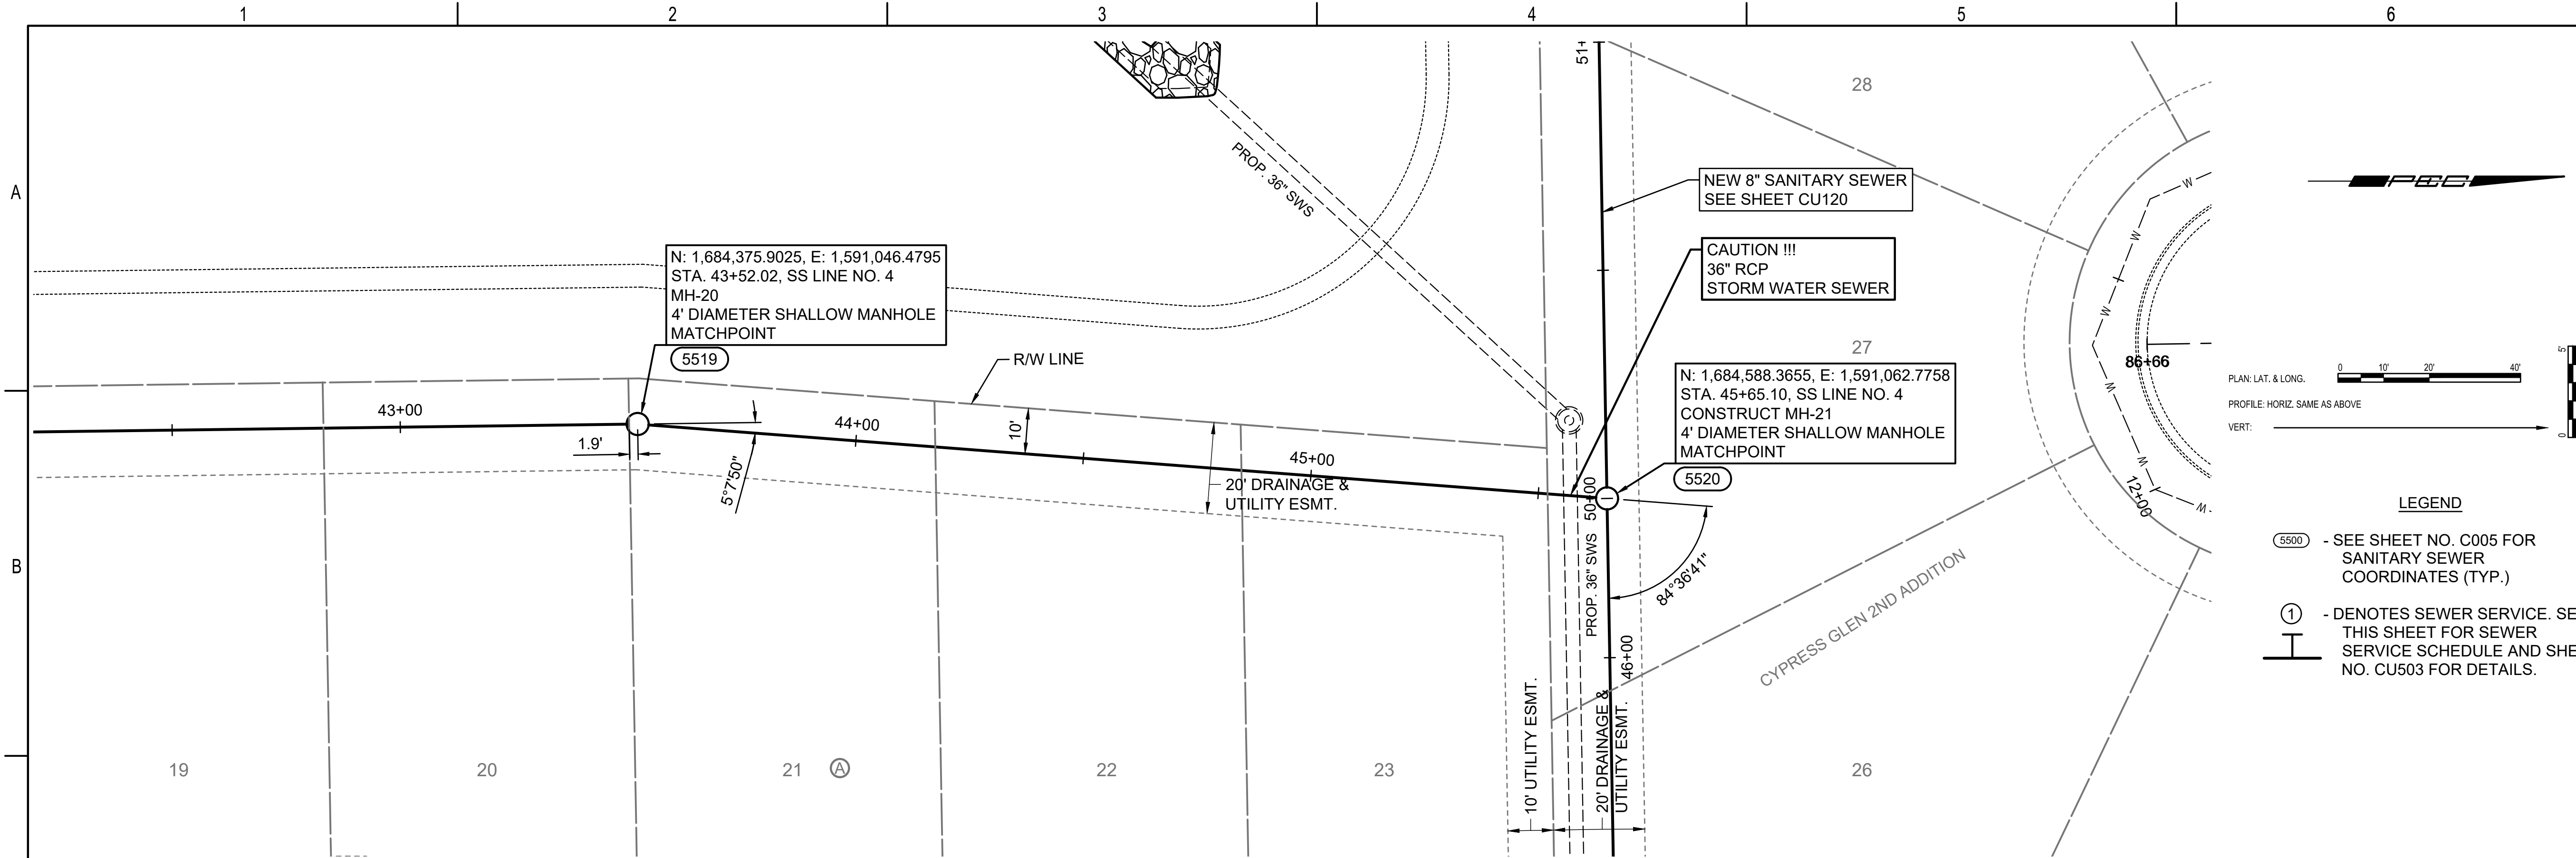 1
2
3
4
5
6
A
B
28
51+
PROP. 36" SWS
NEW 8" SANITARY SEWER
SEE SHEET CU120
CAUTION !!!
36" RCP
STORM WATER SEWER
N: 1,684,375.9025, E: 1,591,046.4795
STA. 43+52.02, SS LINE NO. 4
MH-20
4' DIAMETER SHALLOW MANHOLE
MATCHPOINT
5519
R/W LINE
27
N: 1,684,588.3655, E: 1,591,062.7758
STA. 45+65.10, SS LINE NO. 4
CONSTRUCT MH-21
4' DIAMETER SHALLOW MANHOLE
MATCHPOINT
5520
43+00
44+00
45+00
1.9'
5°7'50"
10'
20' DRAINAGE &
UTILITY ESMT.
50+00
PROP. 36" SWS
84°36'41"
46+00
10' UTILITY ESMT.
20' DRAINAGE &
UTILITY ESMT.
CYPRESS GLEN 2ND ADDITION
19
20
21
A
22
23
26
W
W
W
W
W
W
86+66
12+00
PEC
PLAN: LAT. & LONG.
0
10'
20'
40'
PROFILE: HORIZ. SAME AS ABOVE
VERT:
5
0
LEGEND
5500
- SEE SHEET NO. C005 FOR
SANITARY SEWER
COORDINATES (TYP.)
1
- DENOTES SEWER SERVICE. SE
THIS SHEET FOR SEWER
SERVICE SCHEDULE AND SHE
NO. CU503 FOR DETAILS.